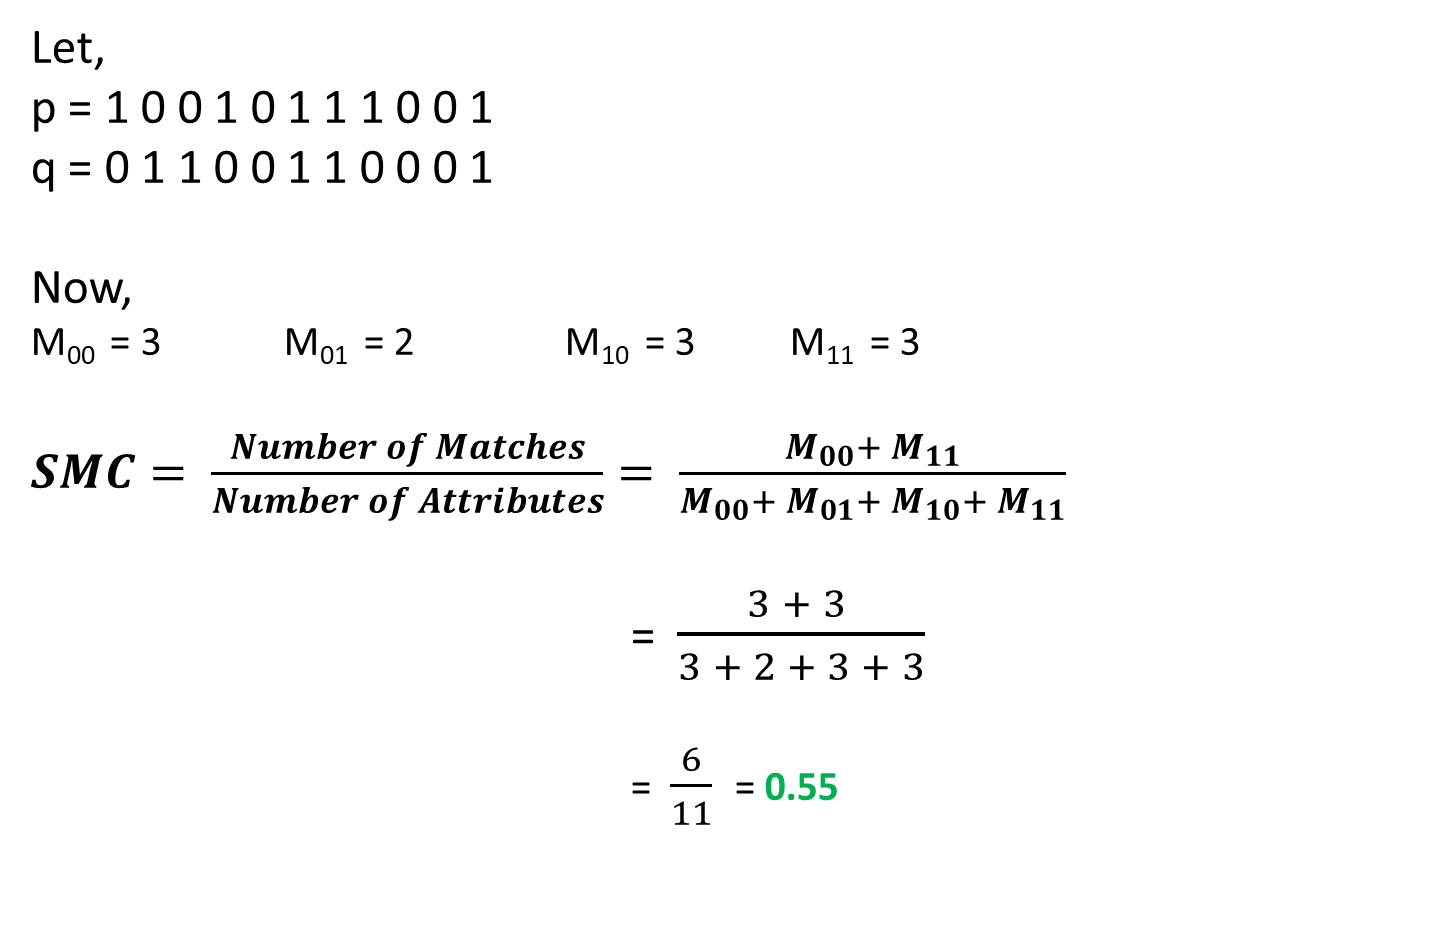 Let,
p = 1 0 0 1 0 1 1 1 0 0 1
q = 0 1 1 0 0 1 1 0 0 0 1
Now,
M₀₀ = 3 M₀₁ = 2 M₁₀ = 3 M₁₁ = 3
SMC = Number of Matches / Number of Attributes = M₀₀+ M₁₁ / M₀₀+ M₀₁+ M₁₀+ M₁₁
= 3 + 3 / 3 + 2 + 3 + 3
= 6 / 11 = 0.55